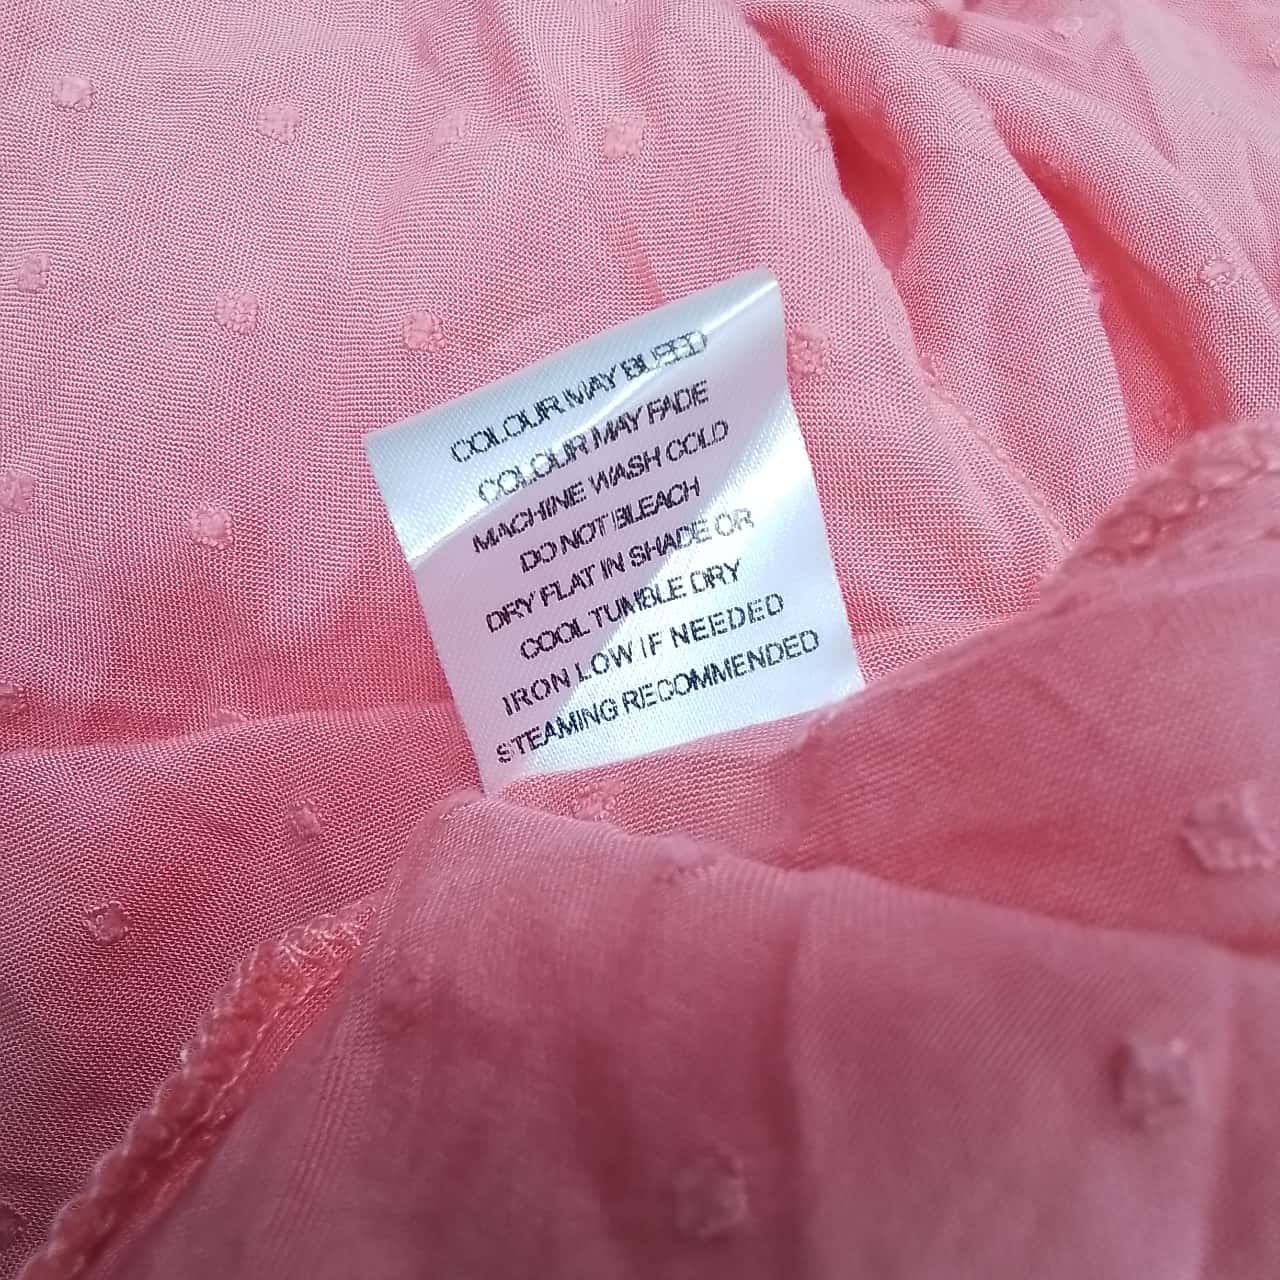 COLOUR MAY BLEED
COLOUR MAY FADE
MACHINE WASH COLD
DO NOT BLEACH
DRY FLAT IN SHADE OR
COOL TUMBLE DRY
IRON LOW IF NEEDED
STEAMING RECOMMENDED